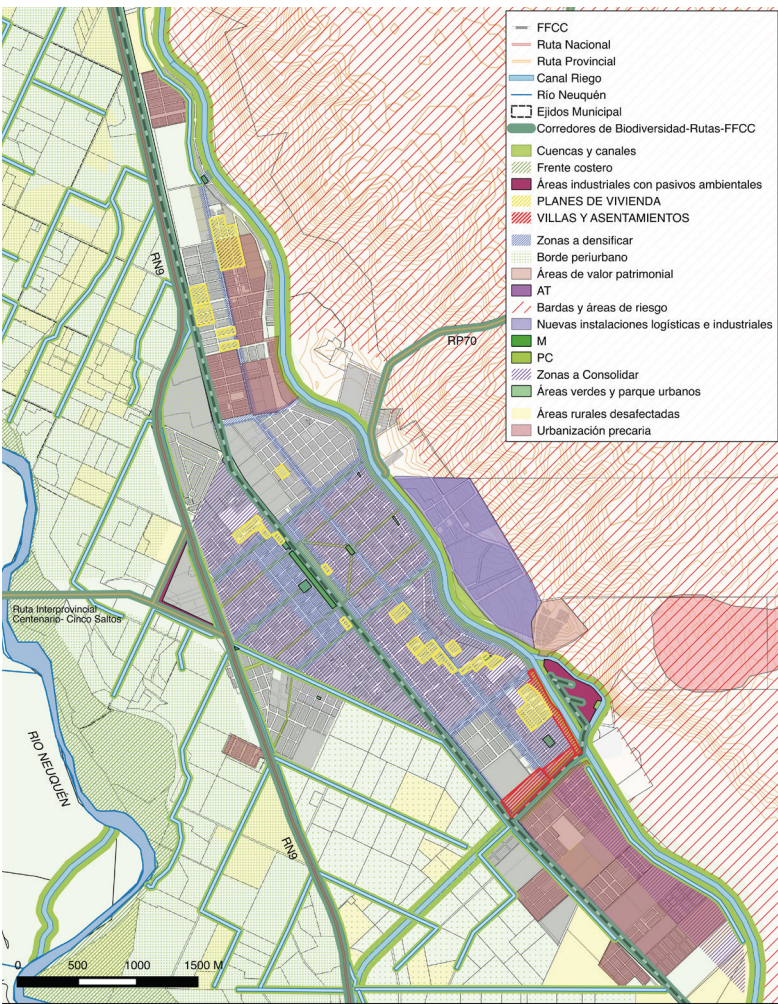 FFCC
Ruta Nacional
Ruta Provincial
Canal Riego
Río Neuquén
Ejidos Municipal
Corredores de Biodiversidad-Rutas-FFCC
Cuencas y canales
Frente costero
Áreas industriales con pasivos ambientales
PLANES DE VIVIENDA
VILLAS Y ASENTAMIENTOS
Zonas a densificar
Borde periurbano
Áreas de valor patrimonial
AT
Bardas y áreas de riesgo
Nuevas instalaciones logísticas e industriales
M
PC
Zonas a Consolidar
Áreas verdes y parque urbanos
Áreas rurales desafectadas
Urbanización precaria
RN9
RP70
Ruta Interprovincial
Centenario- Cinco Saltos
RIO NEUQUÉN
RN9
0 500 1000 1500 M